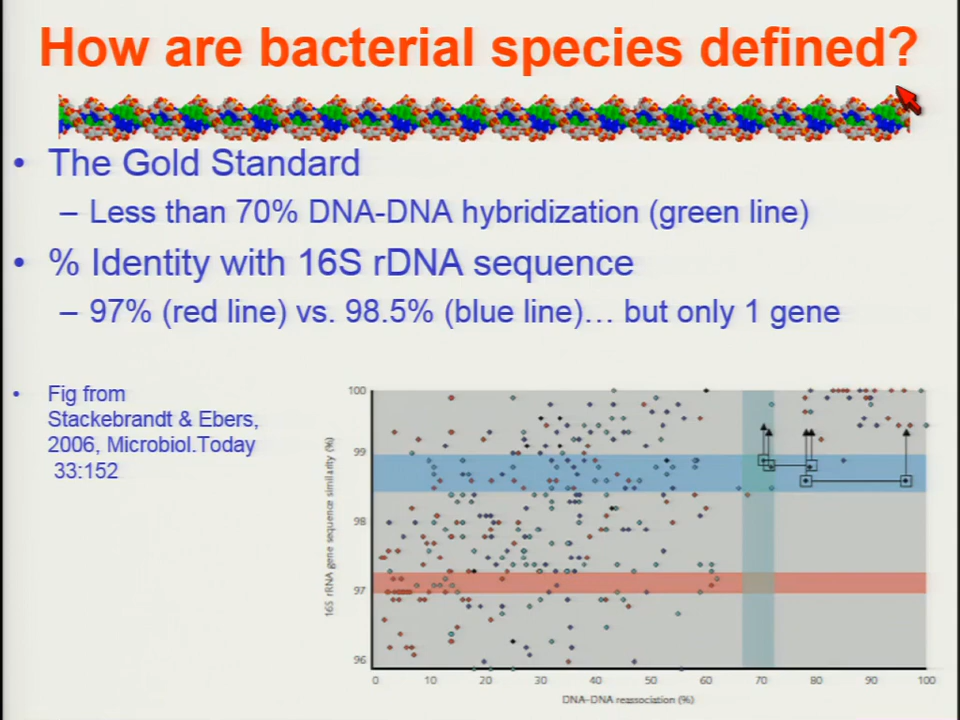 How are bacterial species defined?
• The Gold Standard
– Less than 70% DNA-DNA hybridization (green line)
• % Identity with 16S rDNA sequence
– 97% (red line) vs. 98.5% (blue line)... but only 1 gene
• Fig from
Stackebrandt & Ebers,
2006, Microbiol.Today
33:152
16S rRNA gene sequence similarity (%)
100
99
98
97
96
0 10 20 30 40 50 60 70 80 90 100
DNA–DNA reassociation (%)